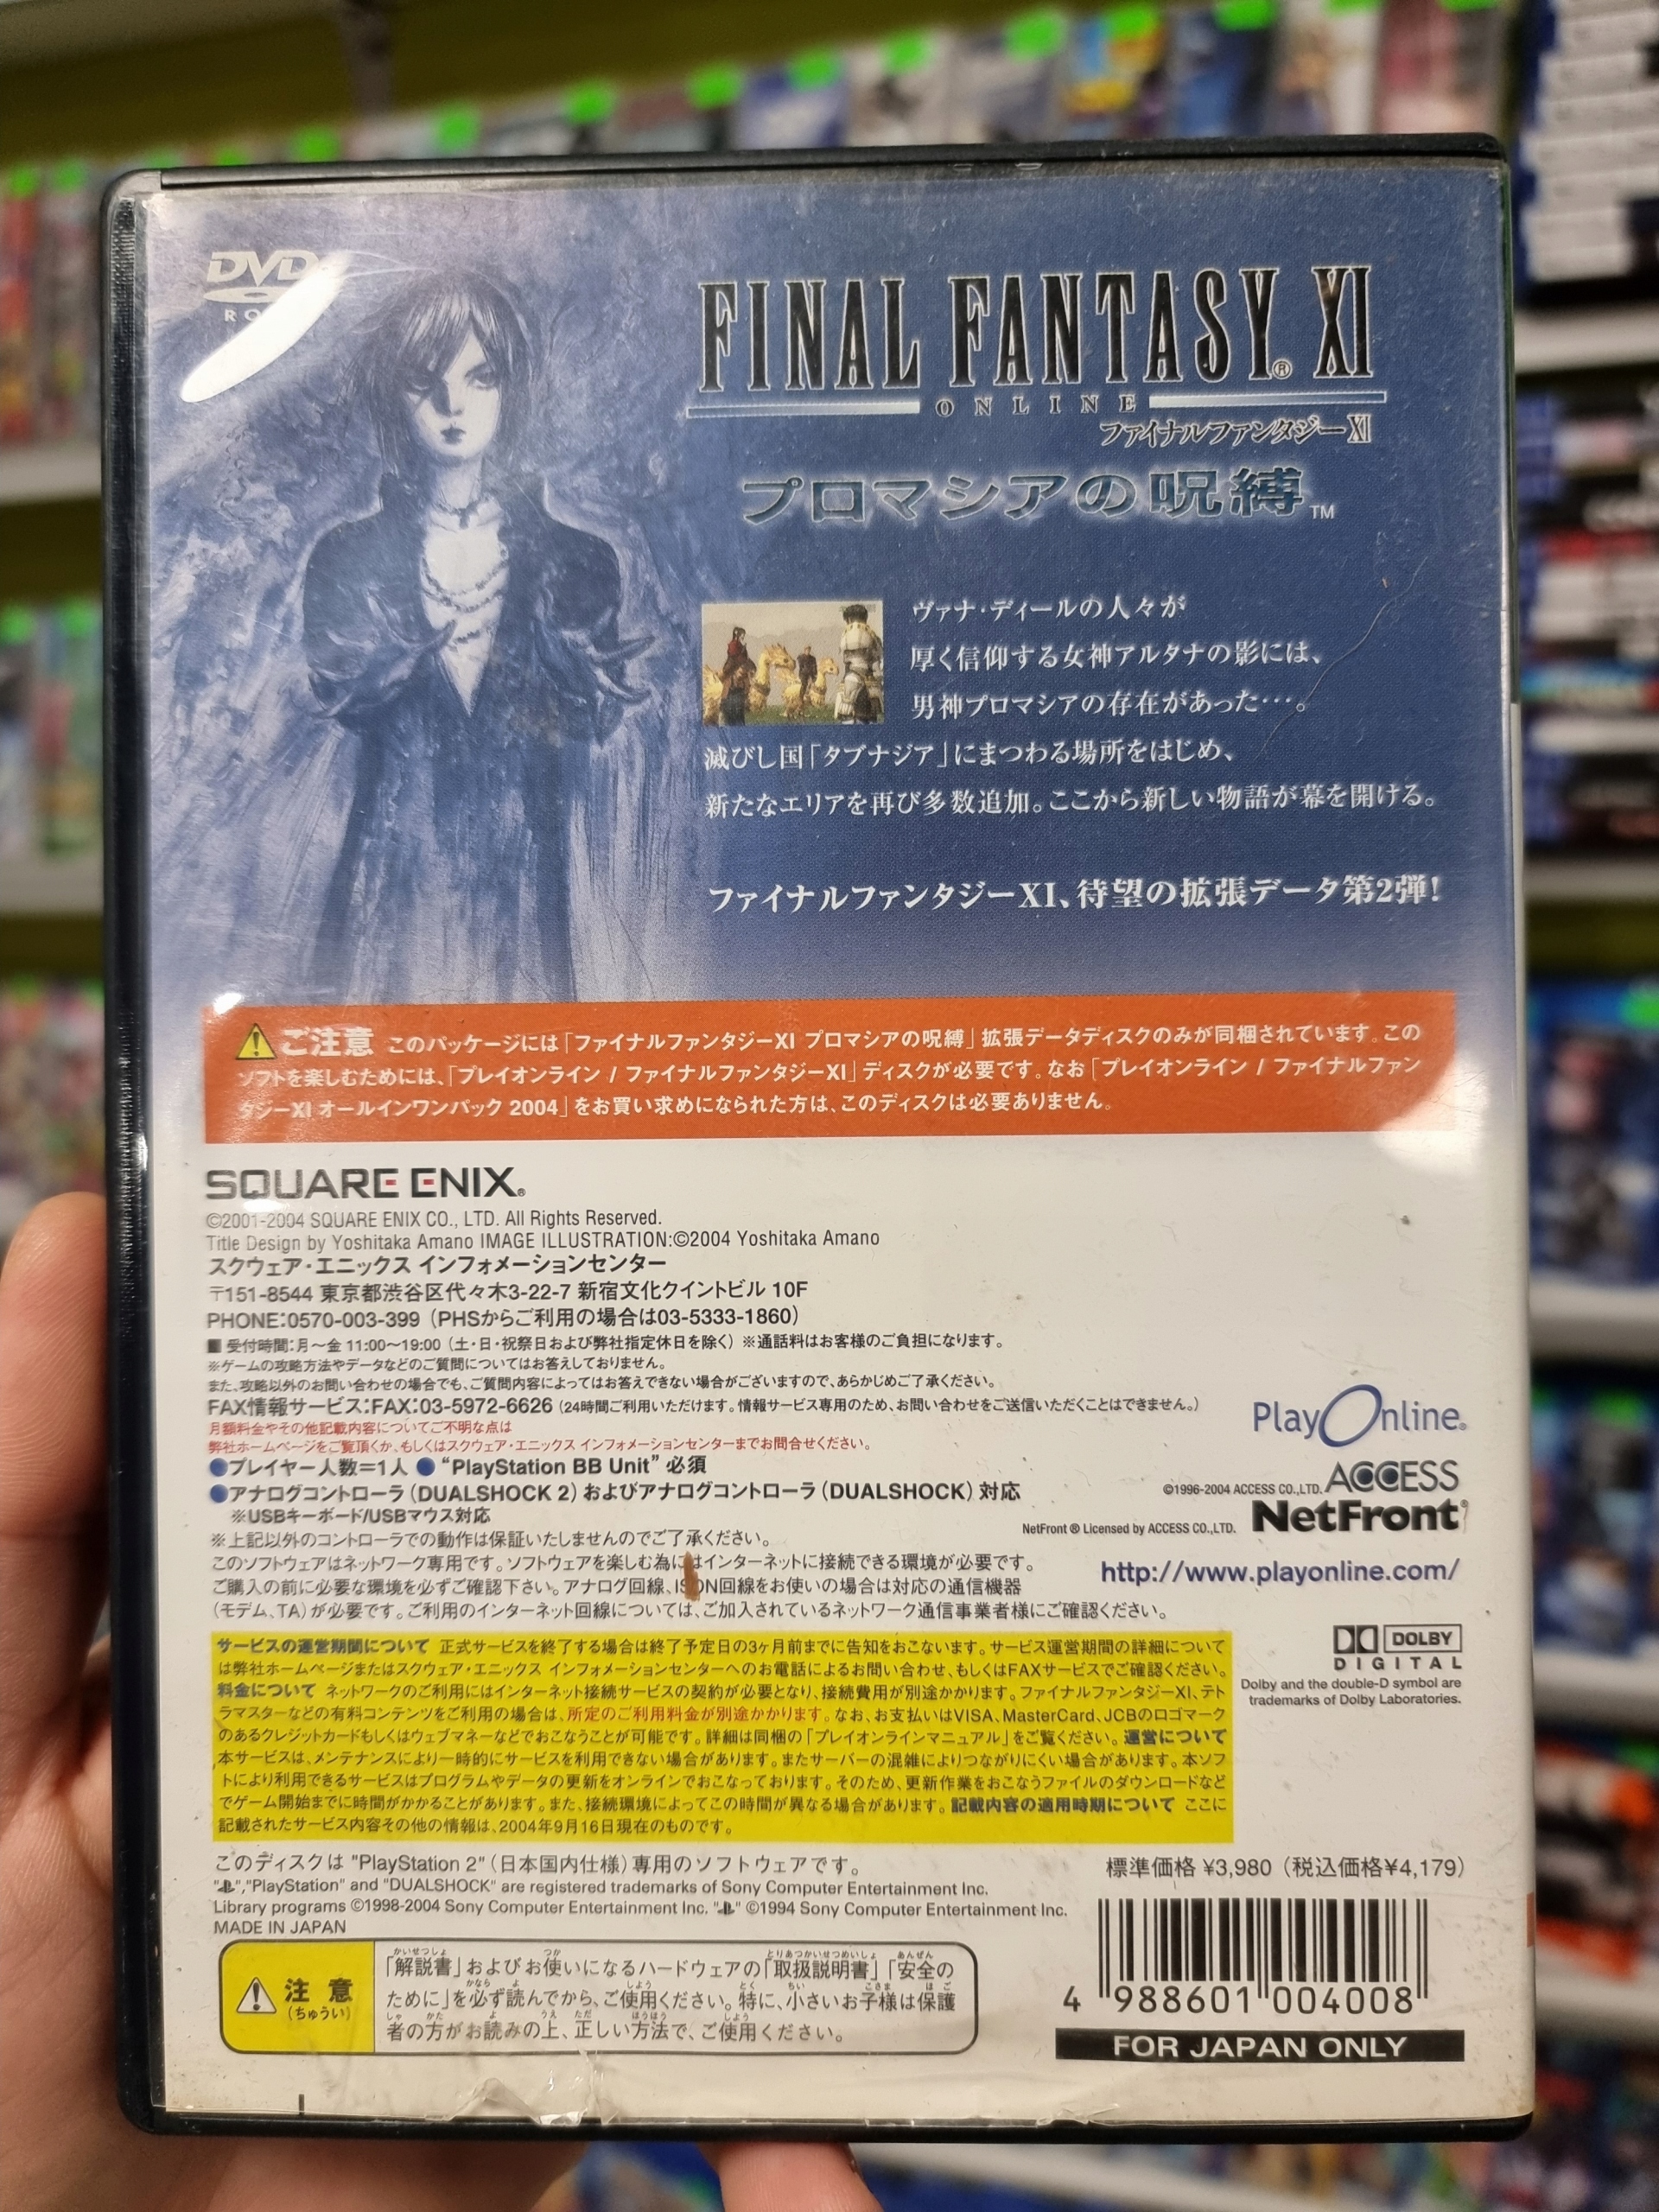 DVD
FINAL FANTASY® XI
ONLINE
ファイナルファンタジーXI
プロマシアの呪縛™
ヴァナ・ディールの人々が
厚く信仰する女神アルタナの影には、
男神プロマシアの存在があった…。
滅びし国「タブナジア」にまつわる場所をはじめ、
新たなエリアを再び多数追加。ここから新しい物語が幕を開ける。
ファイナルファンタジーXI、待望の拡張データ第2弾!
ご注意 このパッケージには「ファイナルファンタジーXI プロマシアの呪縛」拡張データディスクのみが同梱されています。この
ソフトを楽しむためには、「プレイオンライン / ファイナルファンタジーXI」ディスクが必要です。なお「プレイオンライン / ファイナルファン
タジーXI オールインワンパック 2004」をお買い求めになられた方は、このディスクは必要ありません。
SQUARE ENIX®
©2001-2004 SQUARE ENIX CO., LTD. All Rights Reserved.
Title Design by Yoshitaka Amano IMAGE ILLUSTRATION:©2004 Yoshitaka Amano
スクウェア・エニックス インフォメーションセンター
〒151-8544 東京都渋谷区代々木3-22-7 新宿文化クイントビル 10F
PHONE:0570-003-399 (PHSからご利用の場合は03-5333-1860)
■ 受付時間:月～金 11:00～19:00 (土・日・祝祭日および弊社指定休日を除く) ※通話料はお客様のご負担になります。
※ゲームの攻略方法やデータなどのご質問についてはお答えしておりません。
また、攻略以外のお問い合わせの場合でも、ご質問内容によってはお答えできない場合がございますので、あらかじめご了承ください。
FAX情報サービス:FAX:03-5972-6626 (24時間ご利用いただけます。情報サービス専用のため、お問い合わせをご送信いただくことはできません。)
月額料金やその他記載内容についてご不明な点は
弊社ホームページをご覧頂くか、もしくはスクウェア・エニックス インフォメーションセンターまでお問合せください。
●プレイヤー人数=1人 ● "PlayStation BB Unit" 必須
●アナログコントローラ (DUALSHOCK 2) およびアナログコントローラ (DUALSHOCK) 対応
※USBキーボード/USBマウス対応
※上記以外のコントローラでの動作は保証いたしませんのでご了承ください。
このソフトウェアはネットワーク専用です。ソフトウェアを楽しむ為にはインターネットに接続できる環境が必要です。
ご購入の前に必要な環境を必ずご確認下さい。アナログ回線、ISDN回線をお使いの場合は対応の通信機器
(モデム、TA) が必要です。ご利用のインターネット回線については、ご加入されているネットワーク通信事業者様にご確認ください。
PlayOnline®
©1996-2004 ACCESS CO.,LTD. ACCESS
NetFront ® Licensed by ACCESS CO.,LTD. NetFront®
http://www.playonline.com/
サービスの運営期間について 正式サービスを終了する場合は終了予定日の3ヶ月前までに告知をおこないます。サービス運営期間の詳細について
は弊社ホームページまたはスクウェア・エニックス インフォメーションセンターへのお電話によるお問い合わせ、もしくはFAXサービスでご確認ください。
料金について ネットワークのご利用にはインターネット接続サービスの契約が必要となり、接続費用が別途かかります。ファイナルファンタジーXI、テト
ラマスターなどの有料コンテンツをご利用の場合は、所定のご利用料金が別途かかります。なお、お支払いはVISA、MasterCard、JCBのロゴマーク
のあるクレジットカードもしくはウェブマネーなどでおこなうことが可能です。詳細は同梱の「プレイオンラインマニュアル」をご覧ください。運営について
本サービスは、メンテナンスにより一時的にサービスを利用できない場合があります。またサーバーの混雑によりつながりにくい場合があります。本ソフ
トにより利用できるサービスはプログラムやデータの更新をオンラインでおこなっております。そのため、更新作業をおこなうファイルのダウンロードなど
でゲーム開始までに時間がかかることがあります。また、接続環境によってこの時間が異なる場合があります。記載内容の適用時期について ここに
記載されたサービス内容その他の情報は、2004年9月16日現在のものです。
DOLBY
DIGITAL
Dolby and the double-D symbol are
trademarks of Dolby Laboratories.
このディスクは "PlayStation 2" (日本国内仕様) 専用のソフトウェアです。
"PlayStation" and "DUALSHOCK" are registered trademarks of Sony Computer Entertainment Inc.
Library programs ©1998-2004 Sony Computer Entertainment Inc. ©1994 Sony Computer Entertainment Inc.
MADE IN JAPAN
標準価格 ¥3,980 (税込価格¥4,179)
注意
(ちゅうい)
「解説書」およびお使いになるハードウェアの「取扱説明書」「安全の
ために」を必ず読んでから、ご使用ください。特に、小さいお子様は保護
者の方がお読みの上、正しい方法で、ご使用ください。
4 988601 004008
FOR JAPAN ONLY